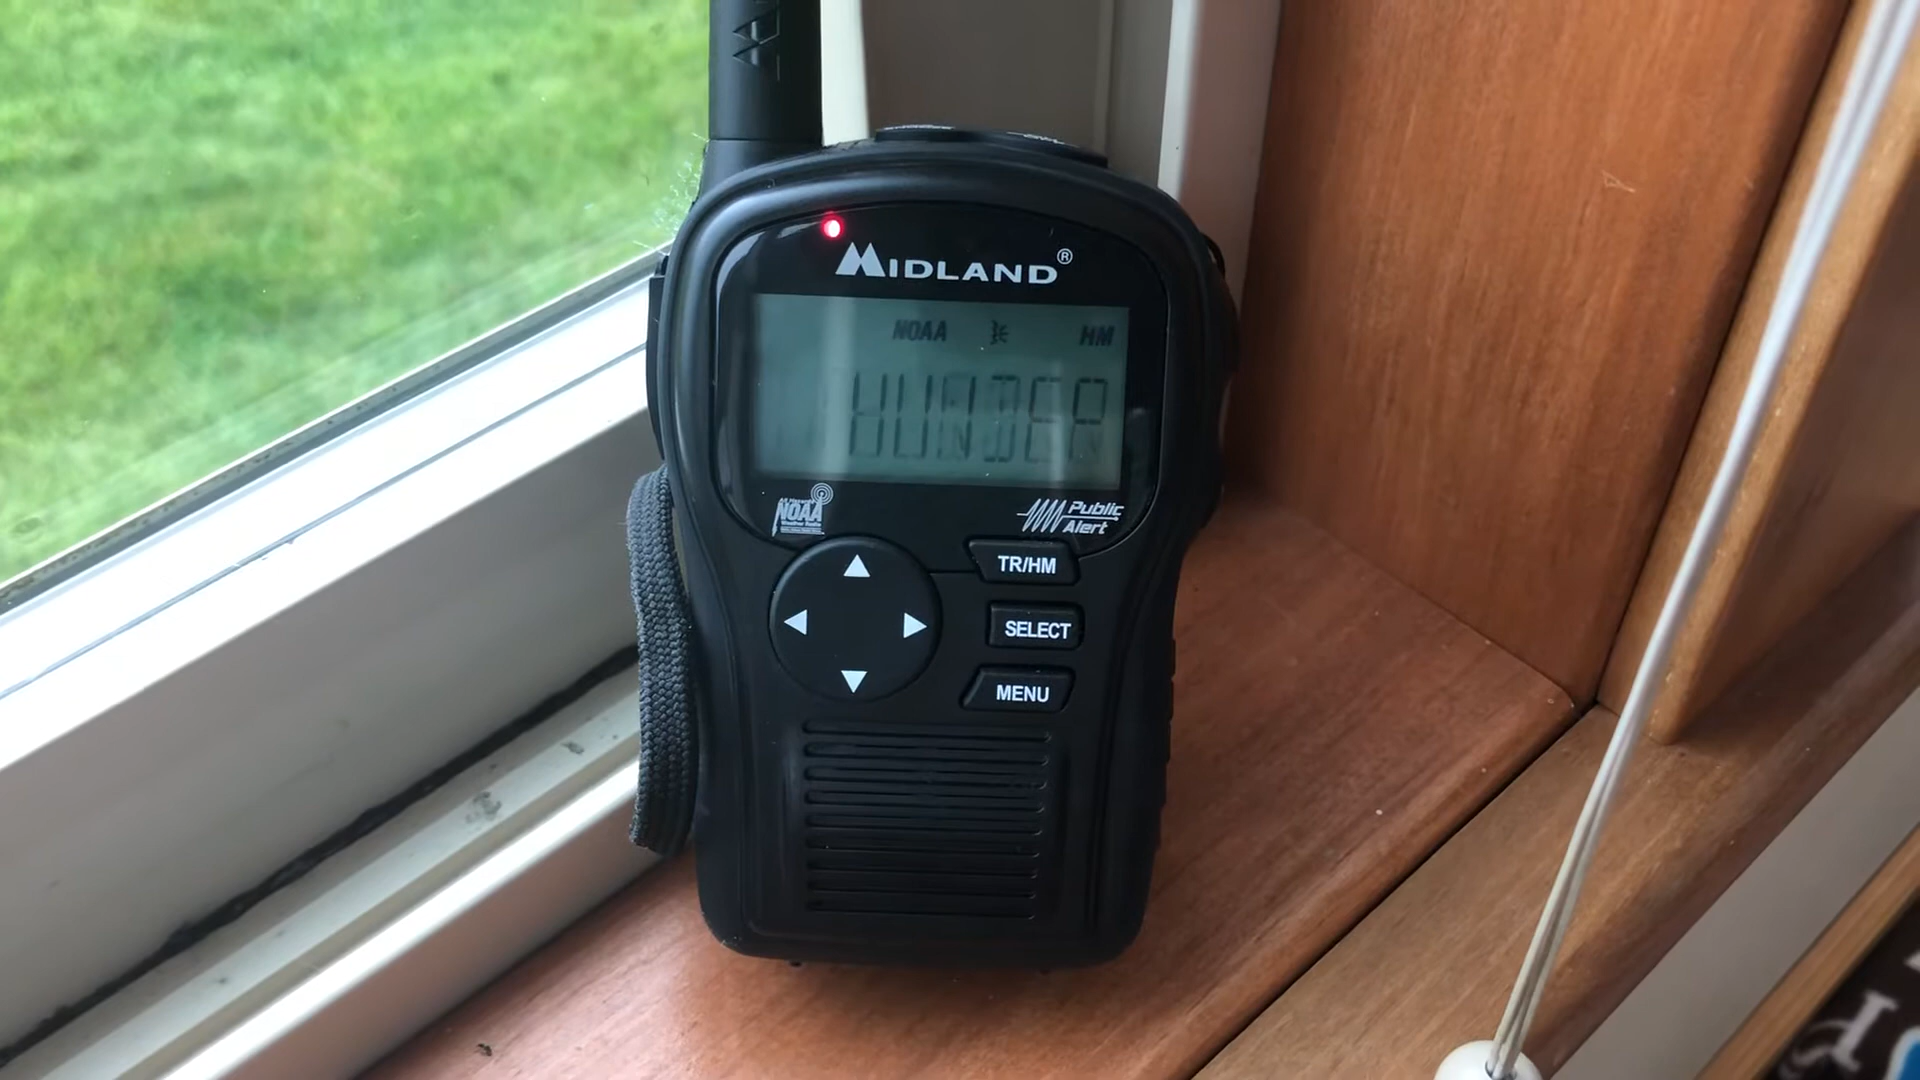 MIDLAND®
NOAA HM
HUNDER
NOAA
Public
Alert
TR/HM
SELECT
MENU